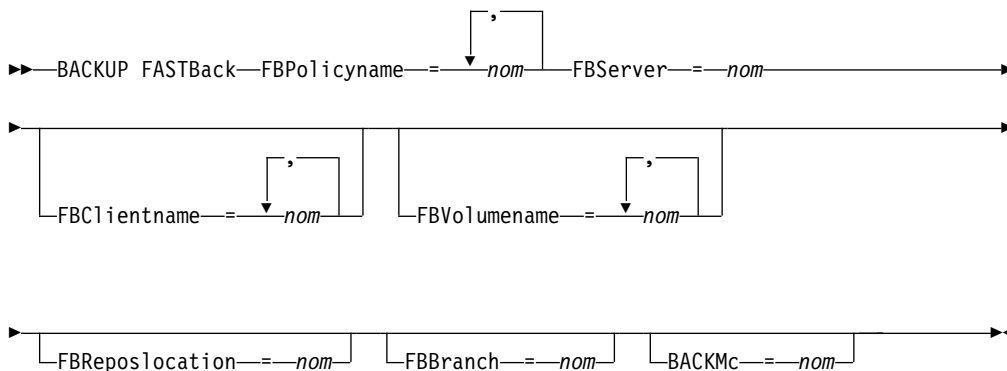 ,
BACKUP FASTBack FBPolicyname = nom FBServer = nom
, ,
FBClientname = nom FBVolumename = nom
FBReposlocation = nom FBBranch = nom BACKMc = nom